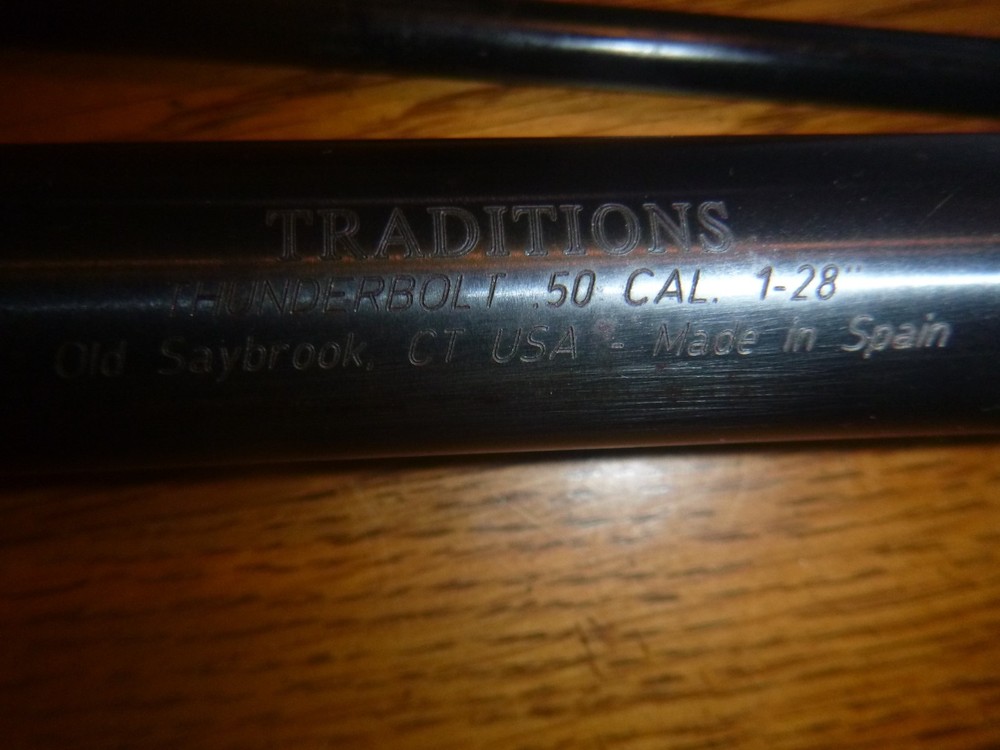 TRADITIONS
THUNDERBOLT .50 CAL. 1-28"
Old Saybrook, CT USA - Made in Spain